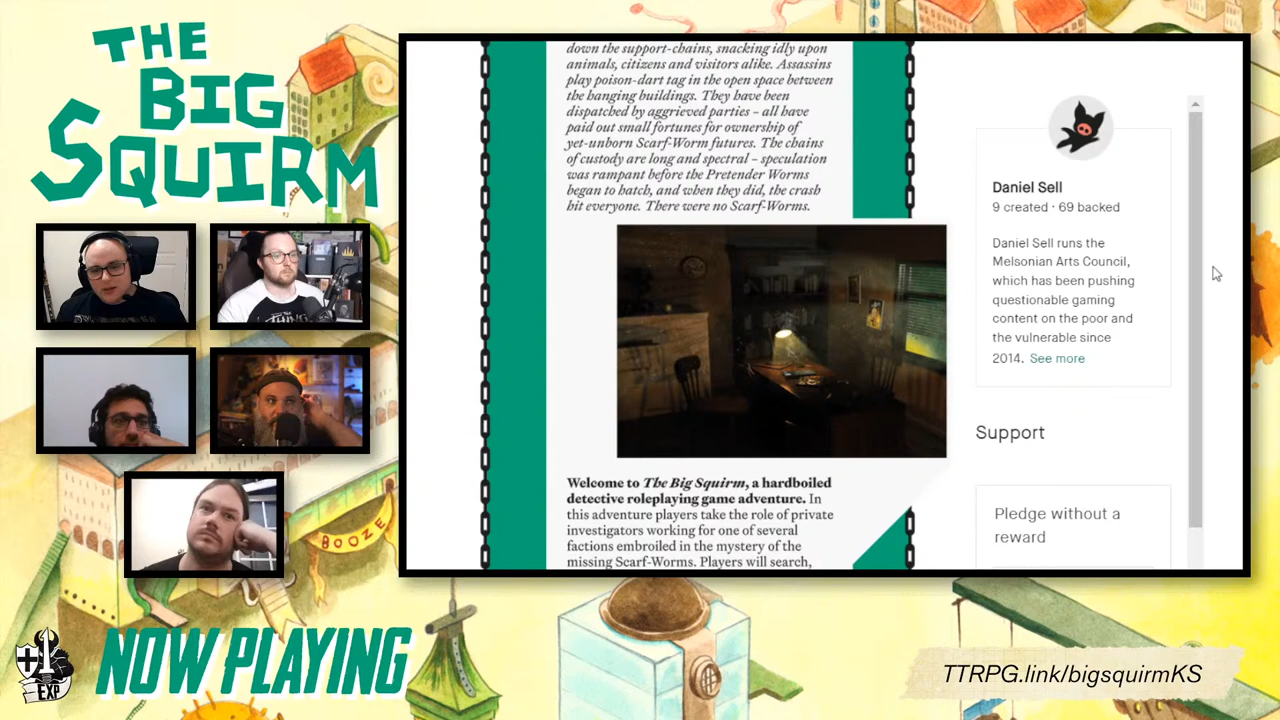 THE
BIG
SQUIRM
down the support-chains, snacking idly upon
animals, citizens and visitors alike. Assassins
play poison-dart tag in the open space between
the hanging buildings. They have been
dispatched by aggrieved parties – all have
paid out small fortunes for ownership of
yet-unborn Scarf-Worm futures. The chains
of custody are long and spectral – speculation
was rampant before the Pretender Worms
began to hatch, and when they did, the crash
hit everyone. There were no Scarf-Worms.
Welcome to The Big Squirm, a hardboiled
detective roleplaying game adventure. In
this adventure players take the role of private
investigators working for one of several
factions embroiled in the mystery of the
missing Scarf-Worms. Players will search,
Daniel Sell
9 created · 69 backed
Daniel Sell runs the
Melsonian Arts Council,
which has been pushing
questionable gaming
content on the poor and
the vulnerable since
2014. See more
Support
Pledge without a
reward
THING
BOOZE
EXP
NOW PLAYING
TTRPG.link/bigsquirmKS